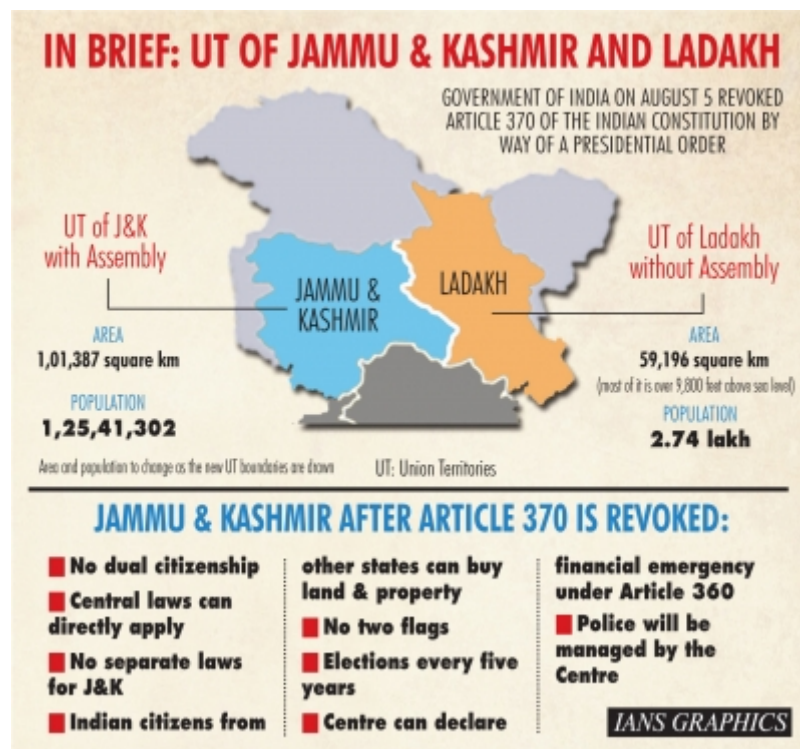 IN BRIEF: UT OF JAMMU & KASHMIR AND LADAKH
GOVERNMENT OF INDIA ON AUGUST 5 REVOKED
ARTICLE 370 OF THE INDIAN CONSTITUTION BY
WAY OF A PRESIDENTIAL ORDER
UT of J&K
with Assembly
AREA
1,01,387 square km
POPULATION
1,25,41,302
JAMMU &
KASHMIR
LADAKH
UT of Ladakh
without Assembly
AREA
59,196 square km
(most of it is over 9,800 feet above sea level)
POPULATION
2.74 lakh
Area and population to change as the new UT boundaries are drawn
UT: Union Territories
JAMMU & KASHMIR AFTER ARTICLE 370 IS REVOKED:
No dual citizenship
Central laws can
directly apply
No separate laws
for J&K
Indian citizens from
other states can buy
land & property
No two flags
Elections every five
years
Centre can declare
financial emergency
under Article 360
Police will be
managed by the
Centre
IANS GRAPHICS